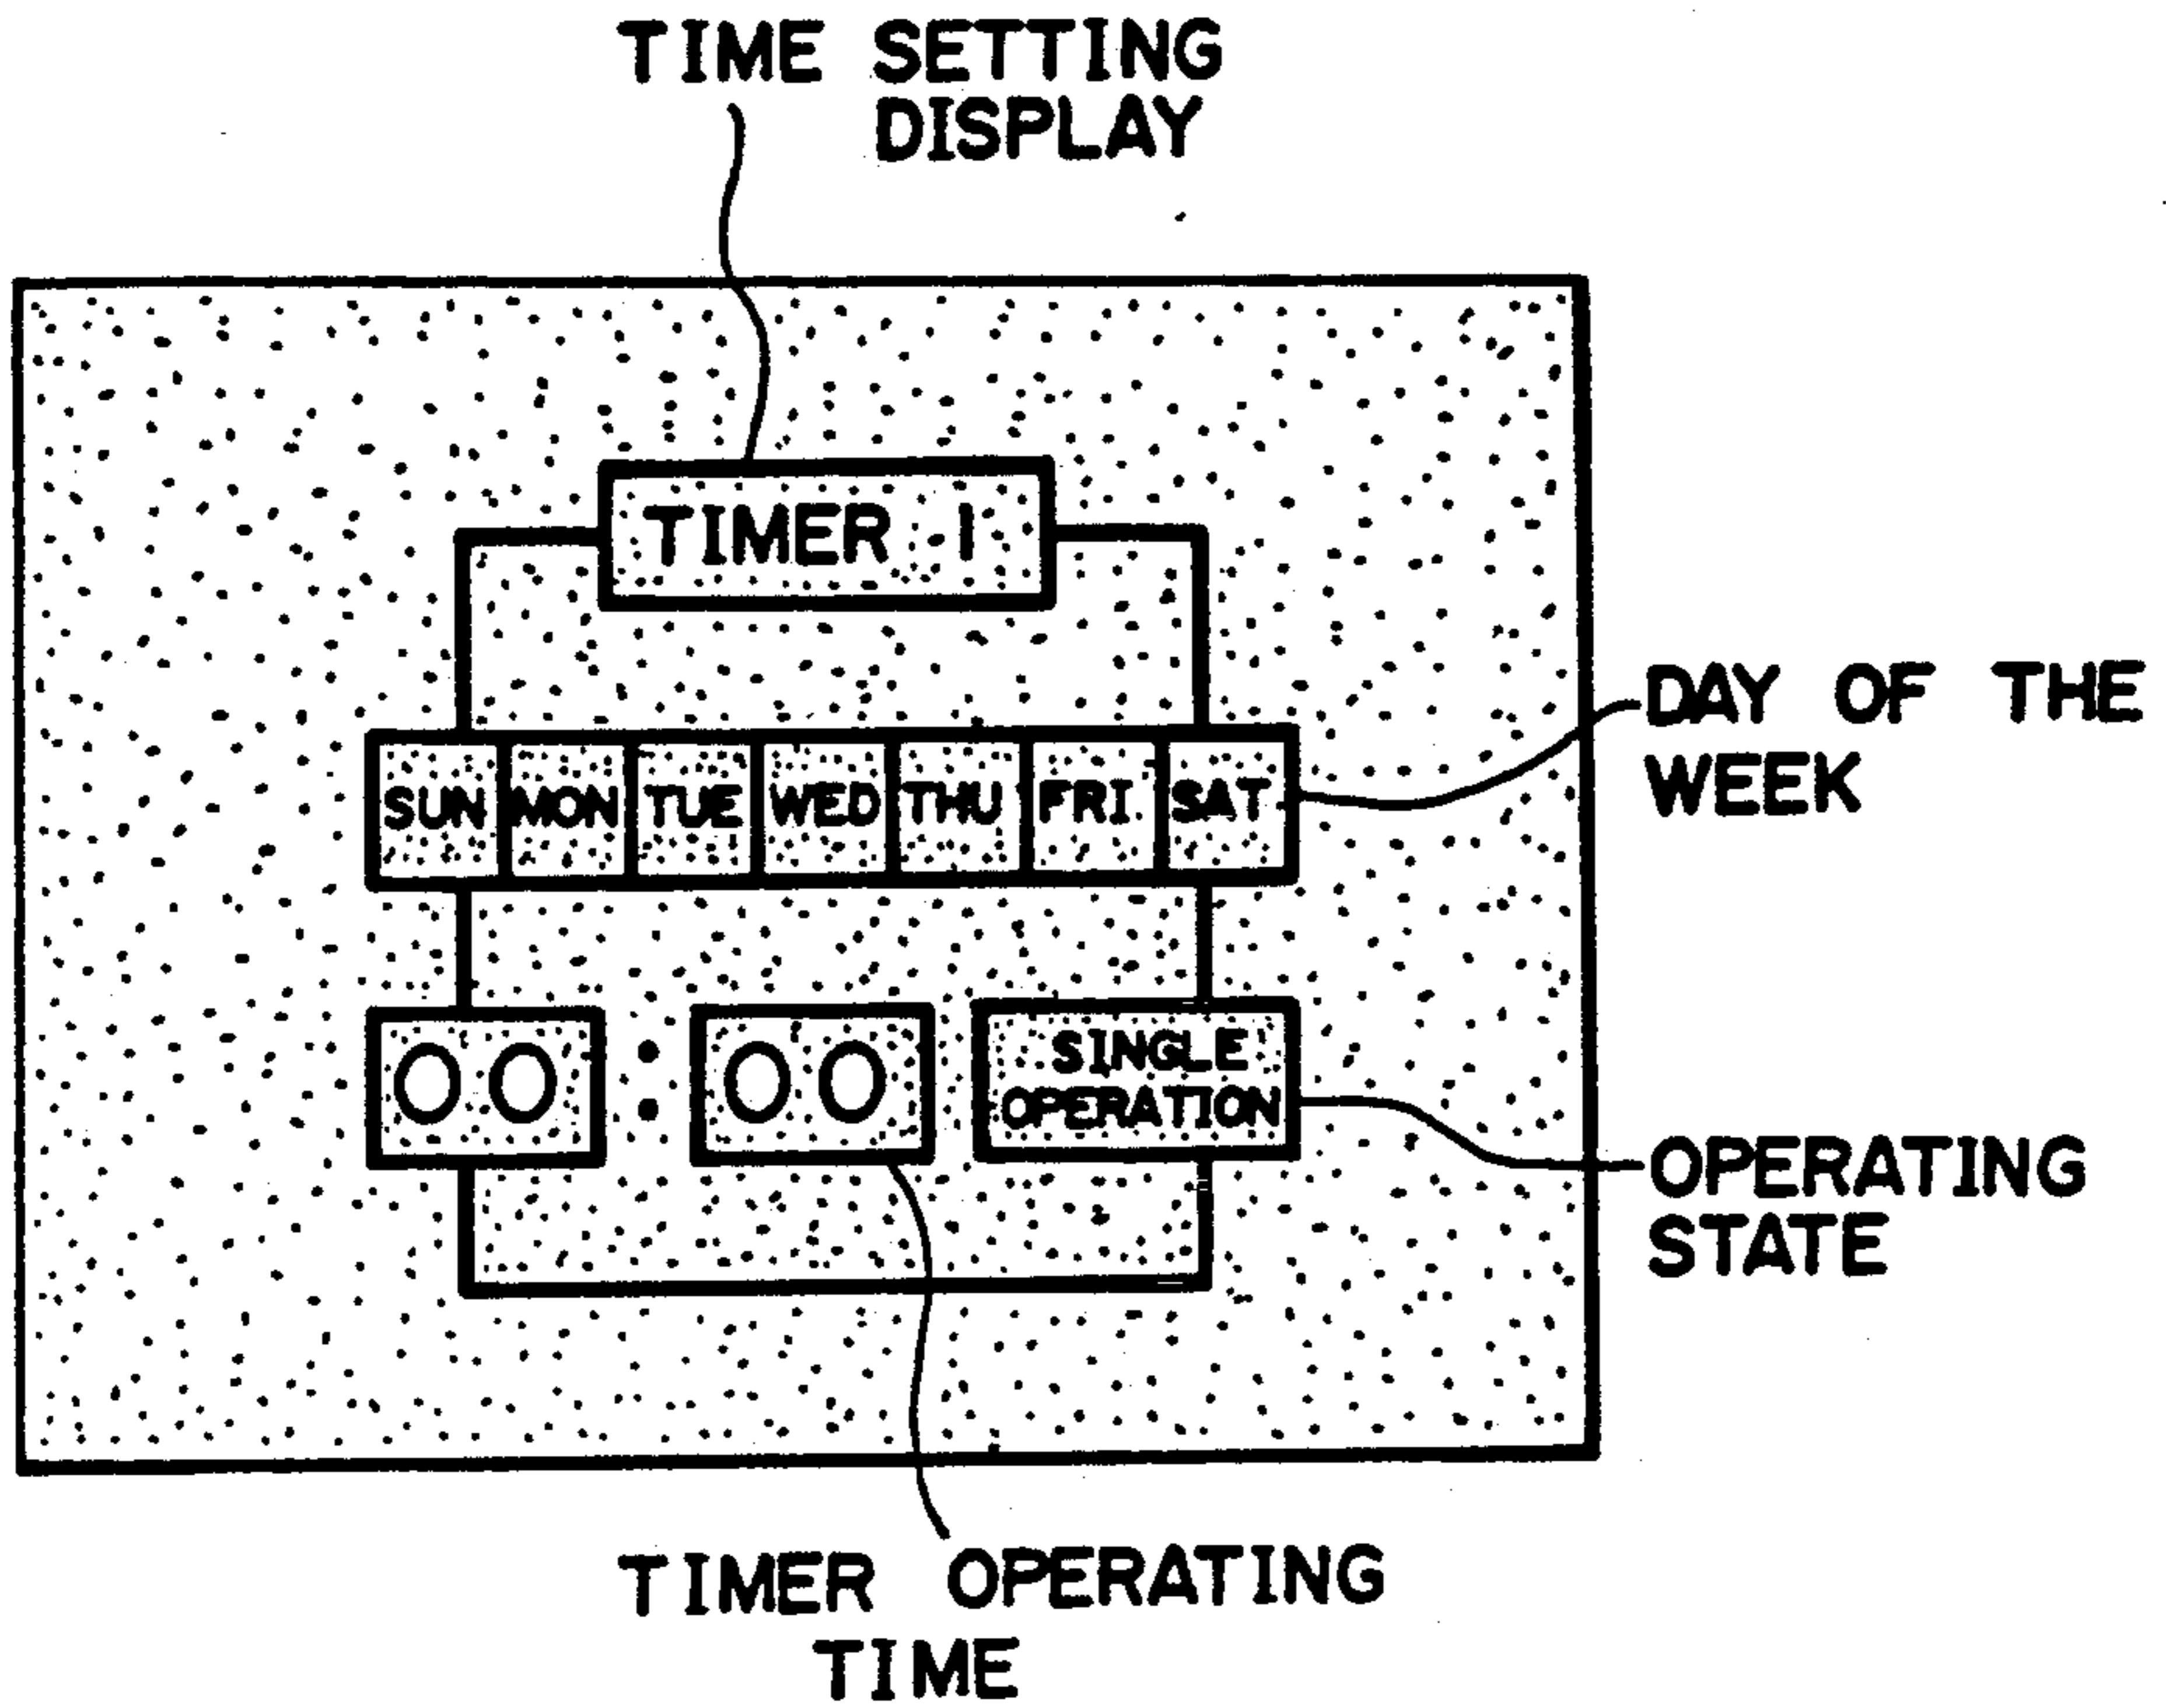 TIME SETTING
DISPLAY
TIMER 1
DAY OF THE
WEEK
SUN MON TUE WED THU FRI SAT
00 : 00
SINGLE
OPERATION
OPERATING
STATE
TIMER OPERATING
TIME